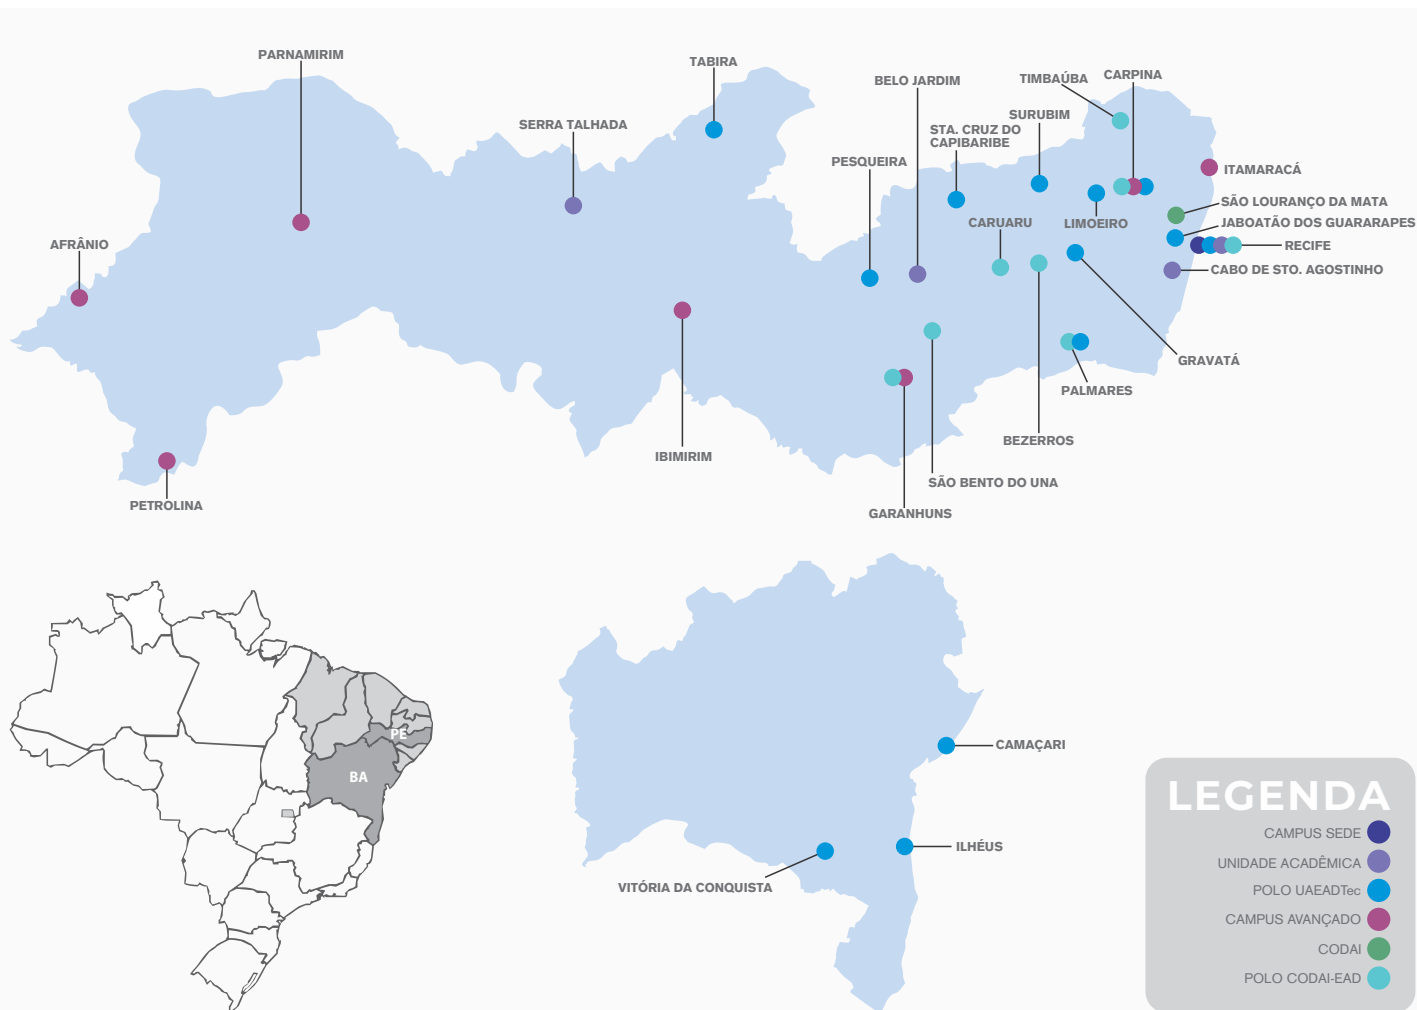 PARNAMIRIM
TABIRA
BELO JARDIM
TIMBAÚBA
CARPINA
SERRA TALHADA
SURUBIM
STA. CRUZ DO
CAPIBARIBE
PESQUEIRA
ITAMARACÁ
SÃO LOURANÇO DA MATA
CARUARU
LIMOEIRO
JABOATÃO DOS GUARARAPES
AFRÂNIO
RECIFE
CABO DE STO. AGOSTINHO
GRAVATÁ
PALMARES
BEZERROS
IBIMIRIM
SÃO BENTO DO UNA
PETROLINA
GARANHUNS
PE
BA
CAMAÇARI
ILHÉUS
VITÓRIA DA CONQUISTA
LEGENDA
CAMPUS SEDE
UNIDADE ACADÊMICA
POLO UAEADTec
CAMPUS AVANÇADO
CODAI
POLO CODAI-EAD